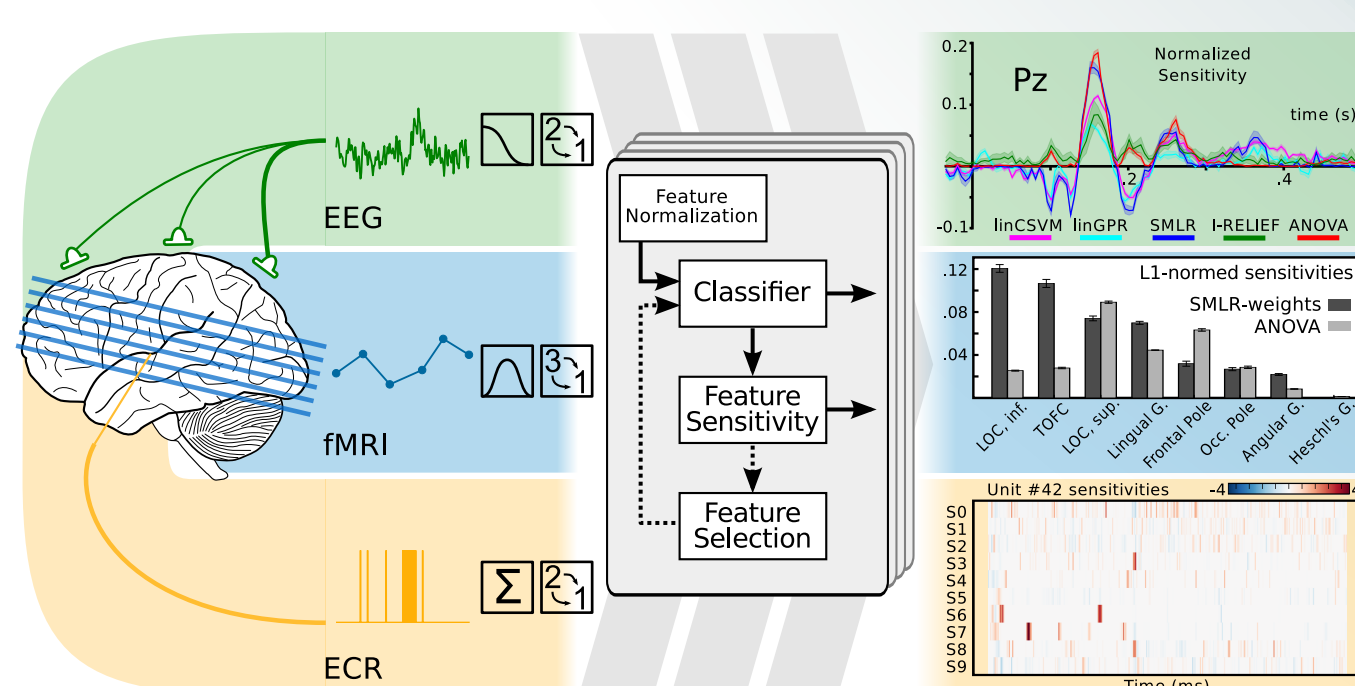 EEG
2
1
fMRI
3
1
ECR
Σ
2
1
Feature
Normalization
Classifier
Feature
Sensitivity
Feature
Selection
0.2
0.1
-0.1
Pz
Normalized
Sensitivity
time (s)
.2
.4
linCSVM linGPR SMLR I-RELIEF ANOVA
.12
.08
.04
L1-normed sensitivities
SMLR-weights
ANOVA
LOC, inf.
TOFC
LOC, sup.
Lingual G.
Frontal Pole
Occ. Pole
Angular G.
Heschl's G.
Unit #42 sensitivities -4 4
S0
S1
S2
S3
S4
S5
S6
S7
S8
S9
Time (ms)